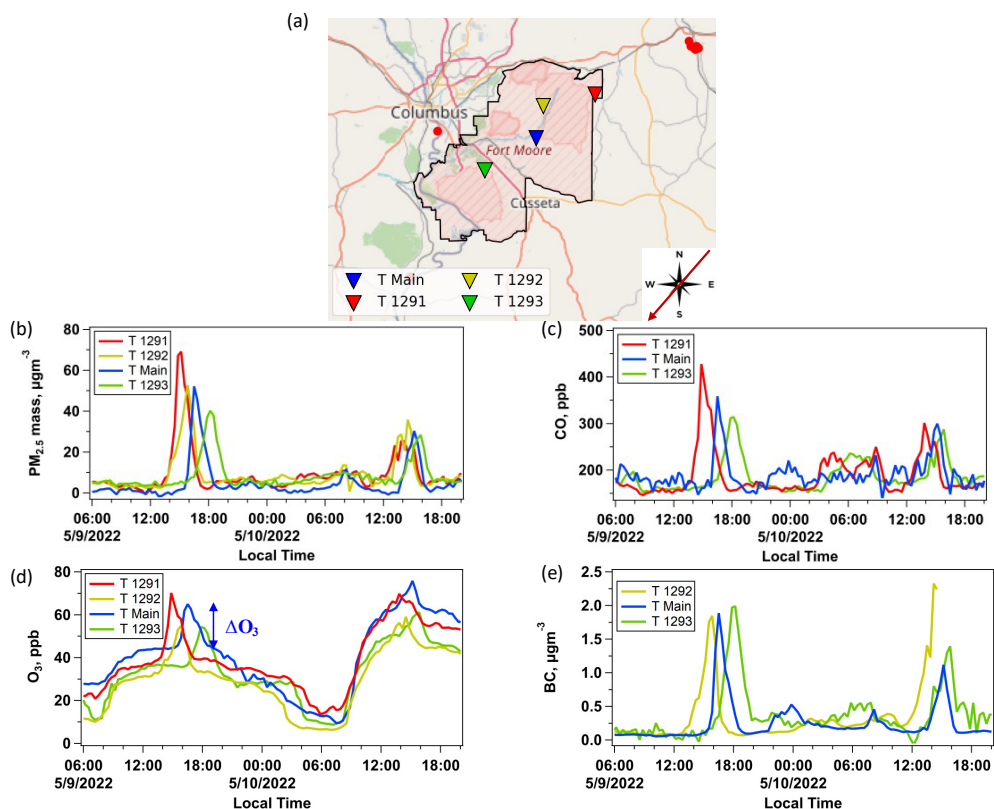 (a)
Columbus
Fort Moore
Cusseta
T Main
T 1292
T 1291
T 1293
N
W
E
S
(b)
PM2.5 mass, µgm-3
80
60
40
20
0
T 1291
T 1292
T Main
T 1293
06:00 12:00 18:00 00:00 06:00 12:00 18:00
5/9/2022 5/10/2022
Local Time
(c)
CO, ppb
500
400
300
200
T 1291
T Main
T 1293
06:00 12:00 18:00 00:00 06:00 12:00 18:00
5/9/2022 5/10/2022
Local Time
(d)
O3, ppb
80
60
40
20
0
T 1291
T 1292
T Main
T 1293
ΔO3
06:00 12:00 18:00 00:00 06:00 12:00 18:00
5/9/2022 5/10/2022
Local Time
(e)
BC, µgm-3
2.5
2.0
1.5
1.0
0.5
0.0
T 1292
T Main
T 1293
06:00 12:00 18:00 00:00 06:00 12:00 18:00
5/9/2022 5/10/2022
Local Time